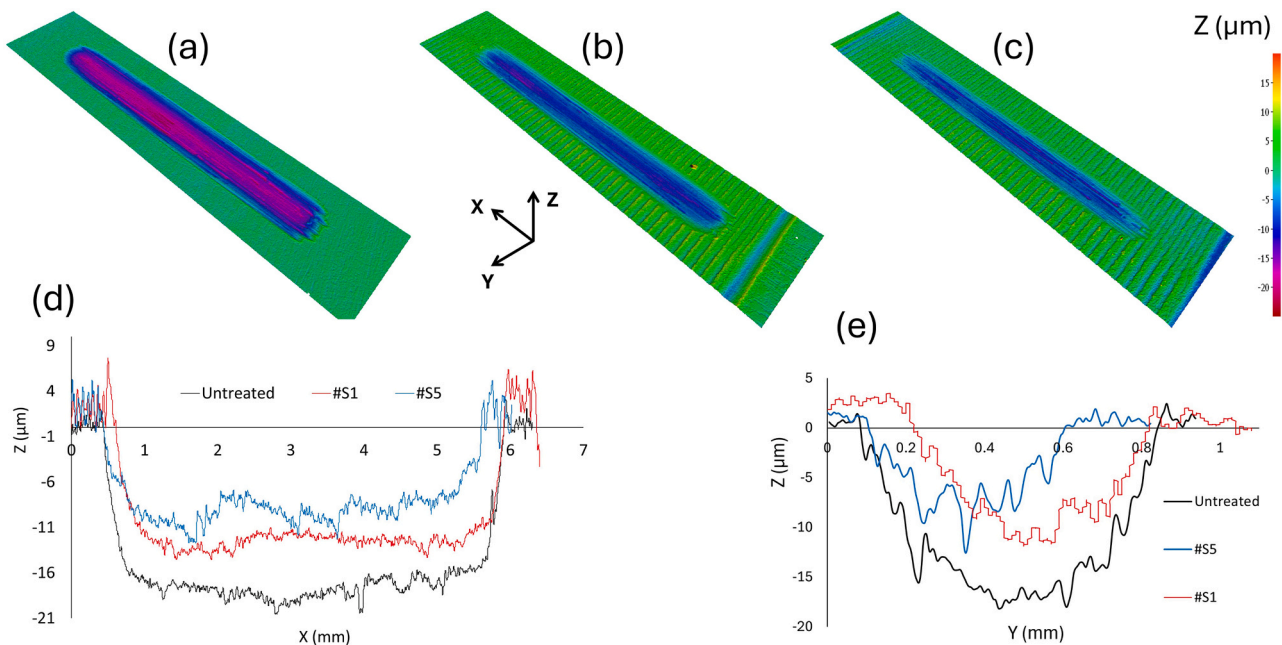 (a)
(b)
(c)
Z (µm)
15
10
5
0
-5
-10
-15
-20
X
Z
Y
(d)
9
4
-1
-6
-11
-16
-21
Z (µm)
Untreated
#S1
#S5
1
2
3
4
5
6
7
0
X (mm)
(e)
5
0
-5
-10
-15
-20
Z (µm)
0
0.2
0.4
0.6
0.8
1
Untreated
#S5
#S1
Y (mm)